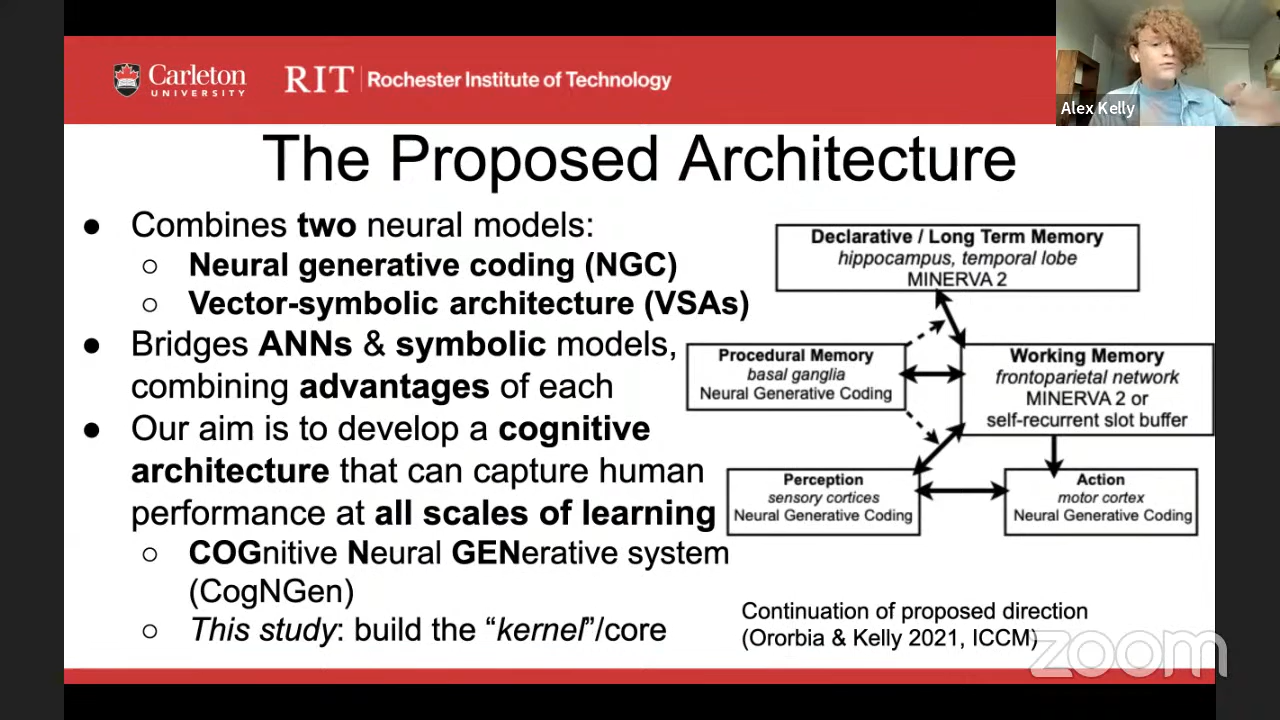 Carleton
UNIVERSITY
RIT
Rochester Institute of Technology
Alex Kelly
The Proposed Architecture
● Combines two neural models:
○ Neural generative coding (NGC)
○ Vector-symbolic architecture (VSAs)
● Bridges ANNs & symbolic models,
combining advantages of each
● Our aim is to develop a cognitive
architecture that can capture human
performance at all scales of learning
○ COGnitive Neural GENerative system
(CogNGen)
○ This study: build the “kernel”/core
Declarative / Long Term Memory
hippocampus, temporal lobe
MINERVA 2
Procedural Memory
basal ganglia
Neural Generative Coding
Working Memory
frontoparietal network
MINERVA 2 or
self-recurrent slot buffer
Perception
sensory cortices
Neural Generative Coding
Action
motor cortex
Neural Generative Coding
Continuation of proposed direction
(Ororbia & Kelly 2021, ICCM)
zoom